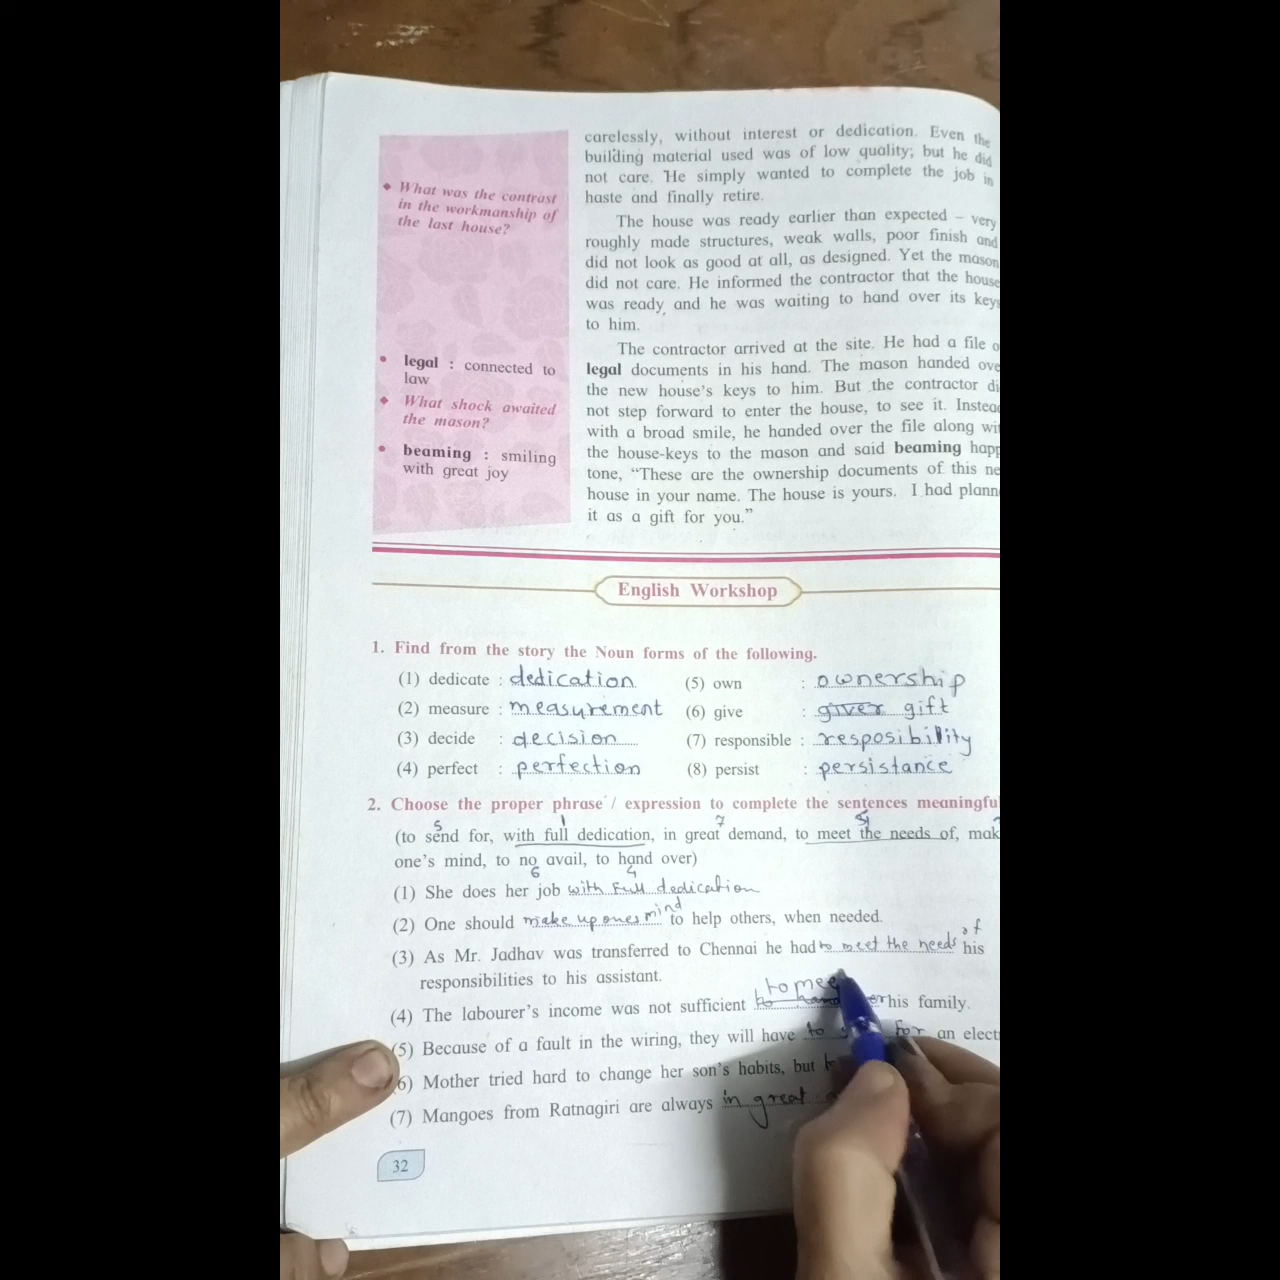 carelessly, without interest or dedication. Even the
building material used was of low quality; but he did
not care. He simply wanted to complete the job in
haste and finally retire.
What was the contrast
in the workmanship of
the last house?
The house was ready earlier than expected – very
roughly made structures, weak walls, poor finish and
did not look as good at all, as designed. Yet the mason
did not care. He informed the contractor that the house
was ready and he was waiting to hand over its keys
to him.
The contractor arrived at the site. He had a file
legal documents in his hand. The mason handed
the new house's keys to him. But the contractor
not step forward to enter the house, to see it.
with a broad smile, he handed over the file along
the house-keys to the mason and said beaming
tone, “These are the ownership documents of this
house in your name. The house is yours. I had
it as a gift for you.”
legal : connected to
law
What shock awaited
the mason?
beaming : smiling
with great joy
English Workshop
1. Find from the story the Noun forms of the following.
(1) dedicate : dedication (5) own : ownership
(2) measure : measurement (6) give : giver gift
(3) decide : decision (7) responsible : resposibility
(4) perfect : perfection (8) persist : persistance
2. Choose the proper phrase / expression to complete the sentences
5 1 7
(to send for, with full dedication, in great demand, to meet the needs of,
one's mind, to no avail, to hand over)
6 4
(1) She does her job with full dedication
(2) One should make up ones mind to help others, when needed.
(3) As Mr. Jadhav was transferred to Chennai he had to meet the needs of his
responsibilities to his assistant.
to
(4) The labourer's income was not sufficient to hand his family.
(5) Because of a fault in the wiring, they will have to for an
(6) Mother tried hard to change her son's habits, but
(7) Mangoes from Ratnagiri are always in great
32